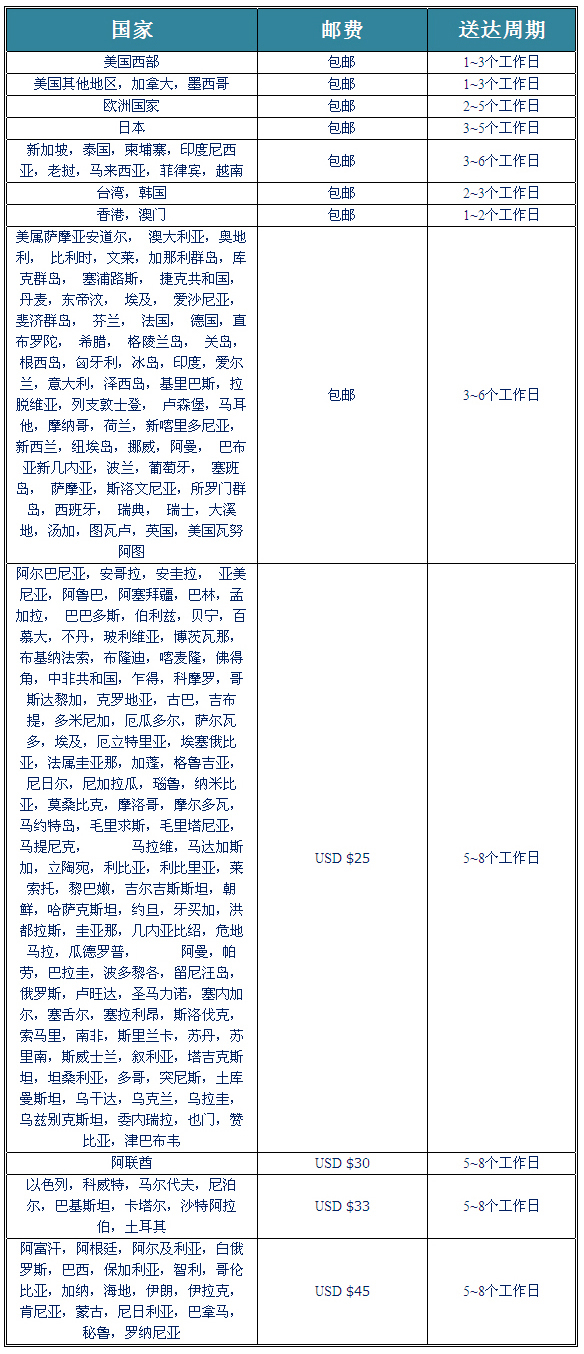 国家 邮费 送达周期
美国西部 包邮 1~3个工作日
美国其他地区，加拿大，墨西哥 包邮 1~3个工作日
欧洲国家 包邮 2~5个工作日
日本 包邮 3~5个工作日
新加坡，泰国，柬埔寨，印度尼西
亚，老挝，马来西亚，菲律宾，越南
包邮 3~6个工作日
台湾，韩国 包邮 2~3个工作日
香港，澳门 包邮 1~2个工作日
美属萨摩亚安道尔， 澳大利亚，奥地
利， 比利时，文莱，加那利群岛，库
克群岛， 塞浦路斯， 捷克共和国，
丹麦，东帝汶， 埃及， 爱沙尼亚，
斐济群岛， 芬兰， 法国， 德国，直
布罗陀， 希腊， 格陵兰岛， 关岛，
根西岛，匈牙利，冰岛，印度，爱尔
兰，意大利，泽西岛，基里巴斯，拉
脱维亚，列支敦士登， 卢森堡，马耳
他，摩纳哥，荷兰，新喀里多尼亚，
新西兰，纽埃岛，挪威，阿曼， 巴布
亚新几内亚，波兰，葡萄牙， 塞班
岛， 萨摩亚，斯洛文尼亚，所罗门群
岛，西班牙， 瑞典， 瑞士，大溪
地，汤加，图瓦卢，英国，美国瓦努
阿图
包邮 3~6个工作日
阿尔巴尼亚，安哥拉，安圭拉， 亚美
尼亚，阿鲁巴，阿塞拜疆，巴林，孟
加拉， 巴巴多斯，伯利兹，贝宁，百
慕大，不丹，玻利维亚，博茨瓦那，
布基纳法索，布隆迪，喀麦隆，佛得
角，中非共和国，乍得，科摩罗，哥
斯达黎加，克罗地亚，古巴，吉布
提，多米尼加，厄瓜多尔，萨尔瓦
多，埃及，厄立特里亚，埃塞俄比
亚，法属圭亚那，加蓬，格鲁吉亚，
尼日尔，尼加拉瓜，瑙鲁，纳米比
亚，莫桑比克，摩洛哥，摩尔多瓦，
马约特岛，毛里求斯，毛里塔尼亚，
马提尼克， 马拉维，马达加斯
加，立陶宛，利比亚，利比里亚，莱
索托，黎巴嫩，吉尔吉斯斯坦，朝
鲜，哈萨克斯坦，约旦，牙买加，洪
都拉斯，圭亚那，几内亚比绍，危地
马拉，瓜德罗普， 阿曼，帕
劳，巴拉圭，波多黎各，留尼汪岛，
俄罗斯，卢旺达，圣马力诺，塞内加
尔，塞舌尔，塞拉利昂，斯洛伐克，
索马里，南非，斯里兰卡，苏丹，苏
里南，斯威士兰，叙利亚，塔吉克斯
坦，坦桑利亚，多哥，突尼斯，土库
曼斯坦，乌干达，乌克兰，乌拉圭，
乌兹别克斯坦，委内瑞拉，也门，赞
比亚，津巴布韦
USD $25 5~8个工作日
阿联酋 USD $30 5~8个工作日
以色列，科威特，马尔代夫，尼泊
尔，巴基斯坦，卡塔尔，沙特阿拉
伯，土耳其
USD $33 5~8个工作日
阿富汗，阿根廷，阿尔及利亚，白俄
罗斯，巴西，保加利亚，智利，哥伦
比亚，加纳，海地，伊朗，伊拉克，
肯尼亚，蒙古，尼日利亚，巴拿马，
秘鲁，罗纳尼亚
USD $45 5~8个工作日